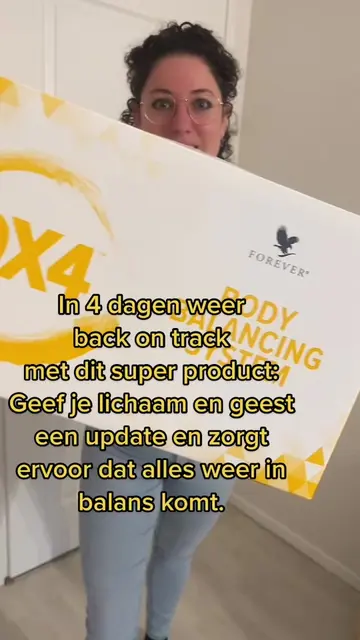 FOREVER®
DX4
BODY
BALANCING
SYSTEM
In 4 dagen weer
back on track
met dit super product:
Geef je lichaam en geest
een update en zorgt
ervoor dat alles weer in
balans komt.